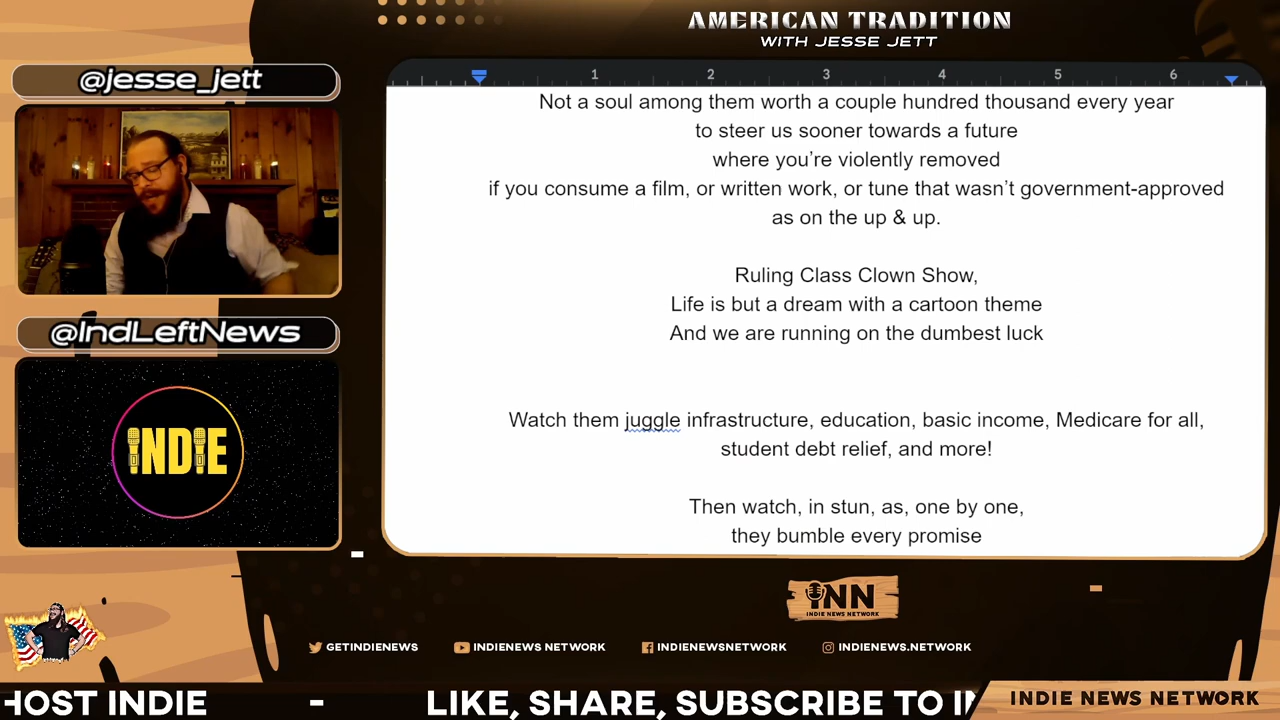 AMERICAN TRADITION
WITH JESSE JETT
@jesse_jett
1 2 3 4 5 6
Not a soul among them worth a couple hundred thousand every year
to steer us sooner towards a future
where you’re violently removed
if you consume a film, or written work, or tune that wasn’t government-approved
as on the up & up.
Ruling Class Clown Show,
Life is but a dream with a cartoon theme
And we are running on the dumbest luck
Watch them juggle infrastructure, education, basic income, Medicare for all,
student debt relief, and more!
Then watch, in stun, as, one by one,
they bumble every promise
@IndLeftNews
INDIE
INN
INDIE NEWS NETWORK
GETINDIENEWS
INDIENEWS NETWORK
INDIENEWSNETWORK
INDIENEWS.NETWORK
HOST INDIE - LIKE, SHARE, SUBSCRIBE TO IN
INDIE NEWS NETWORK